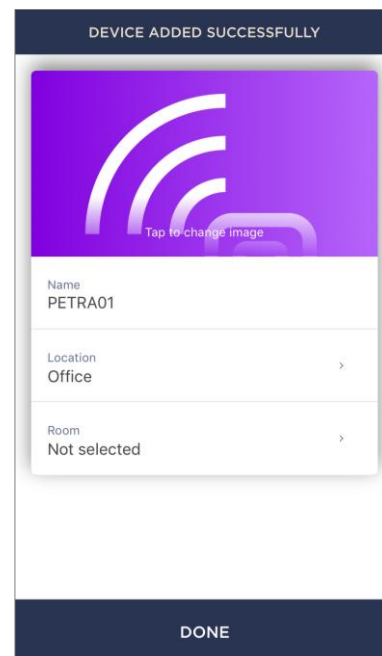 DEVICE ADDED SUCCESSFULLY
Tap to change image
Name
PETRA01
Location
Office
Room
Not selected
DONE